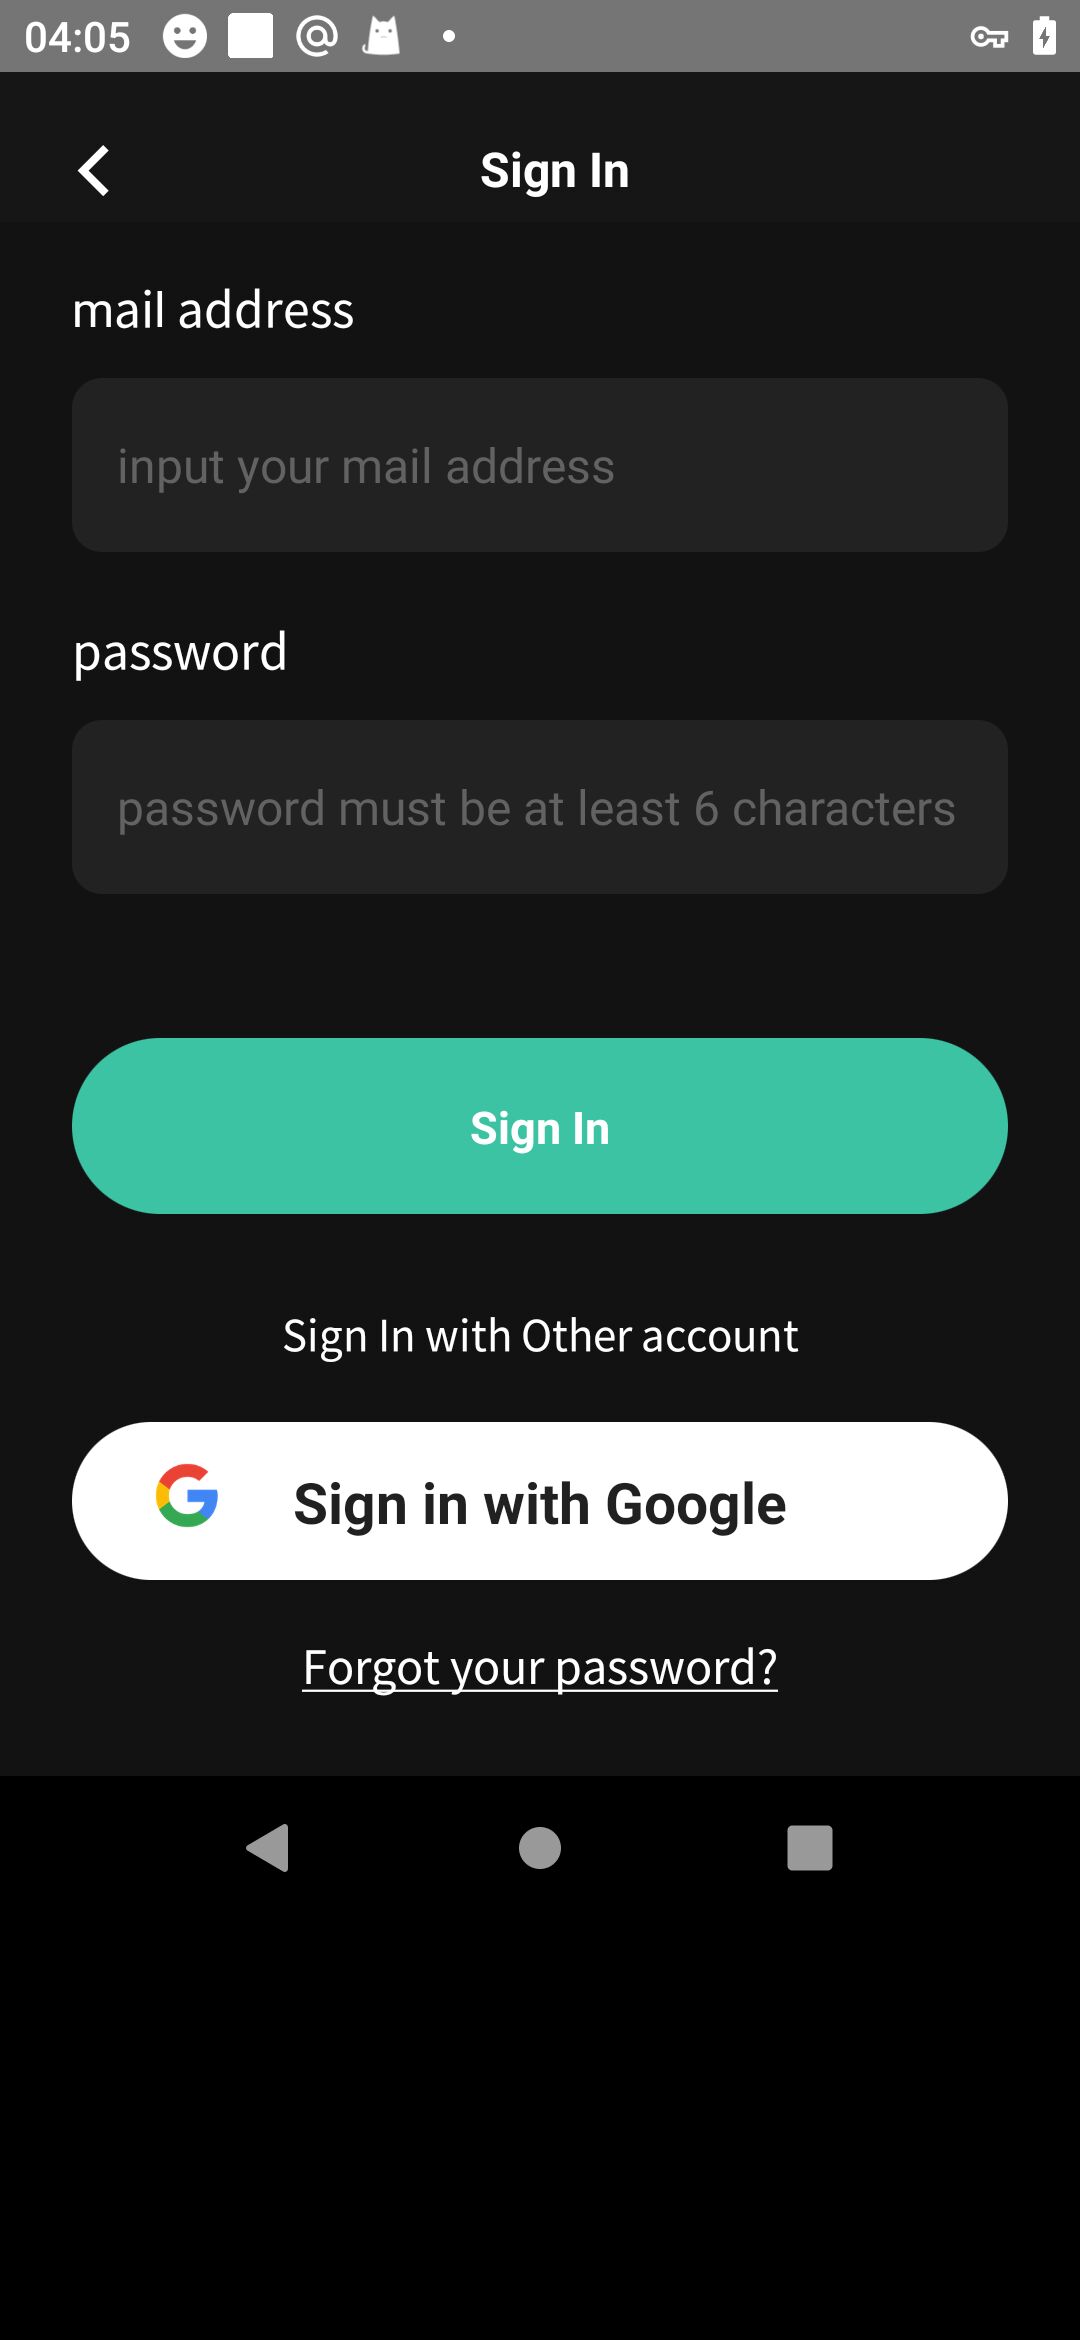 04:05
Sign In
mail address
input your mail address
password
password must be at least 6 characters
Sign In
Sign In with Other account
Sign in with Google
Forgot your password?